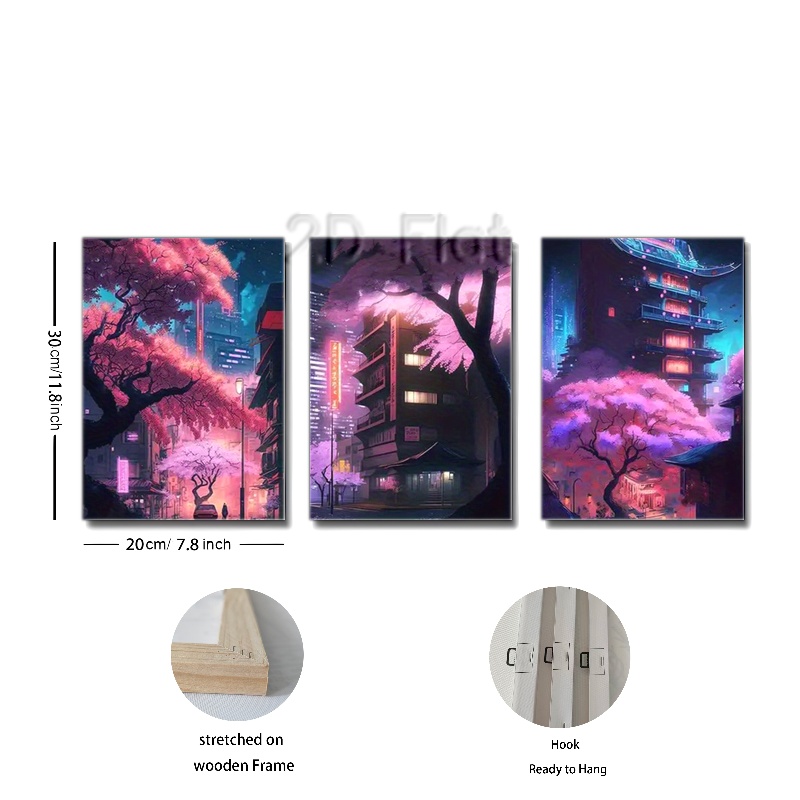 2D Flat
30cm/11.8inch
20cm/ 7.8 inch
stretched on
wooden Frame
Hook
Ready to Hang